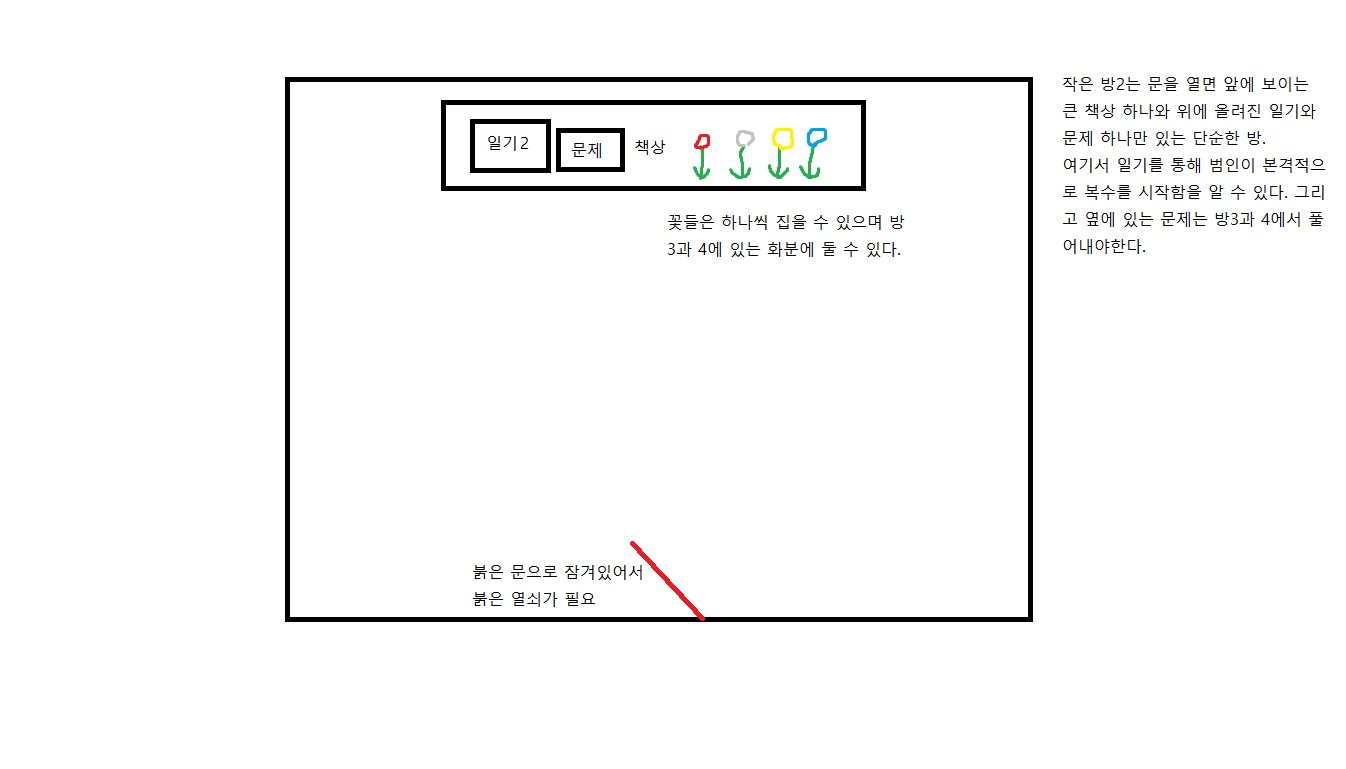 일기2
문제
책상
꽃들은 하나씩 집을 수 있으며 방
3과 4에 있는 화분에 둘 수 있다.
붉은 문으로 잠겨있어서
붉은 열쇠가 필요
작은 방2는 문을 열면 앞에 보이는
큰 책상 하나와 위에 올려진 일기와
문제 하나만 있는 단순한 방.
여기서 일기를 통해 범인이 본격적으
로 복수를 시작함을 알 수 있다. 그리
고 옆에 있는 문제는 방3과 4에서 풀
어내야한다.